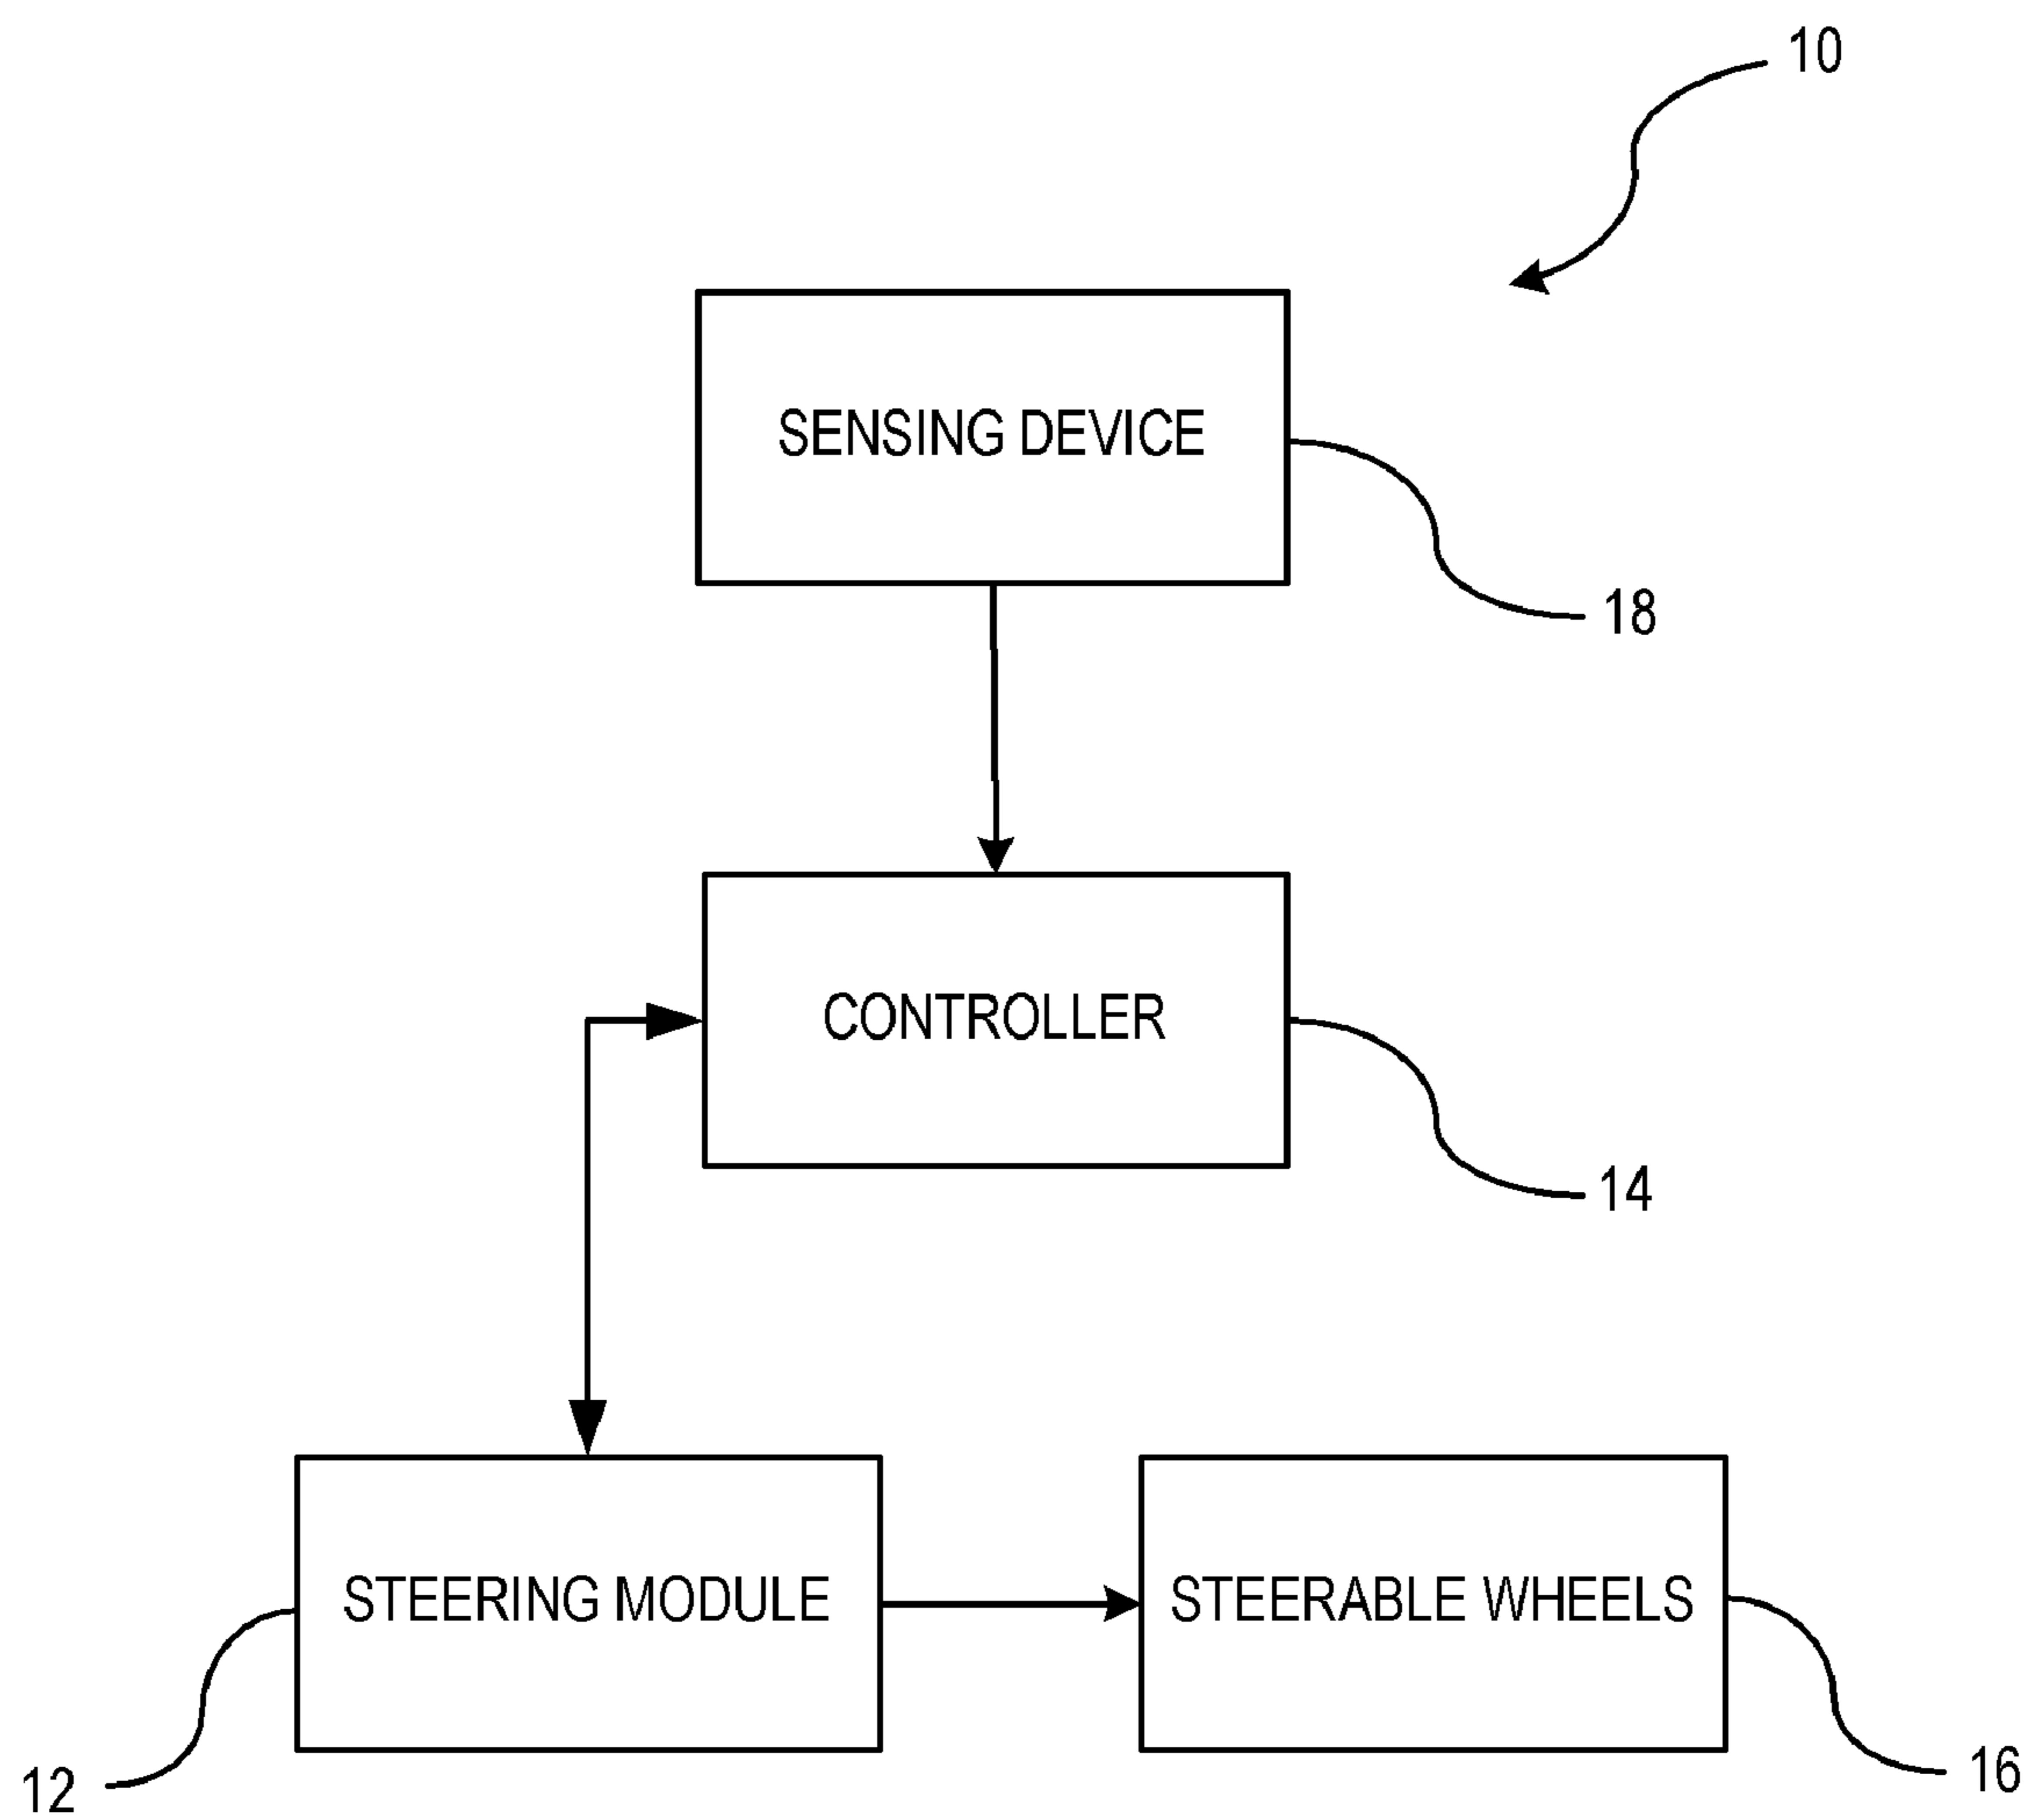 10
SENSING DEVICE
18
CONTROLLER
14
STEERING MODULE
STEERABLE WHEELS
12
16